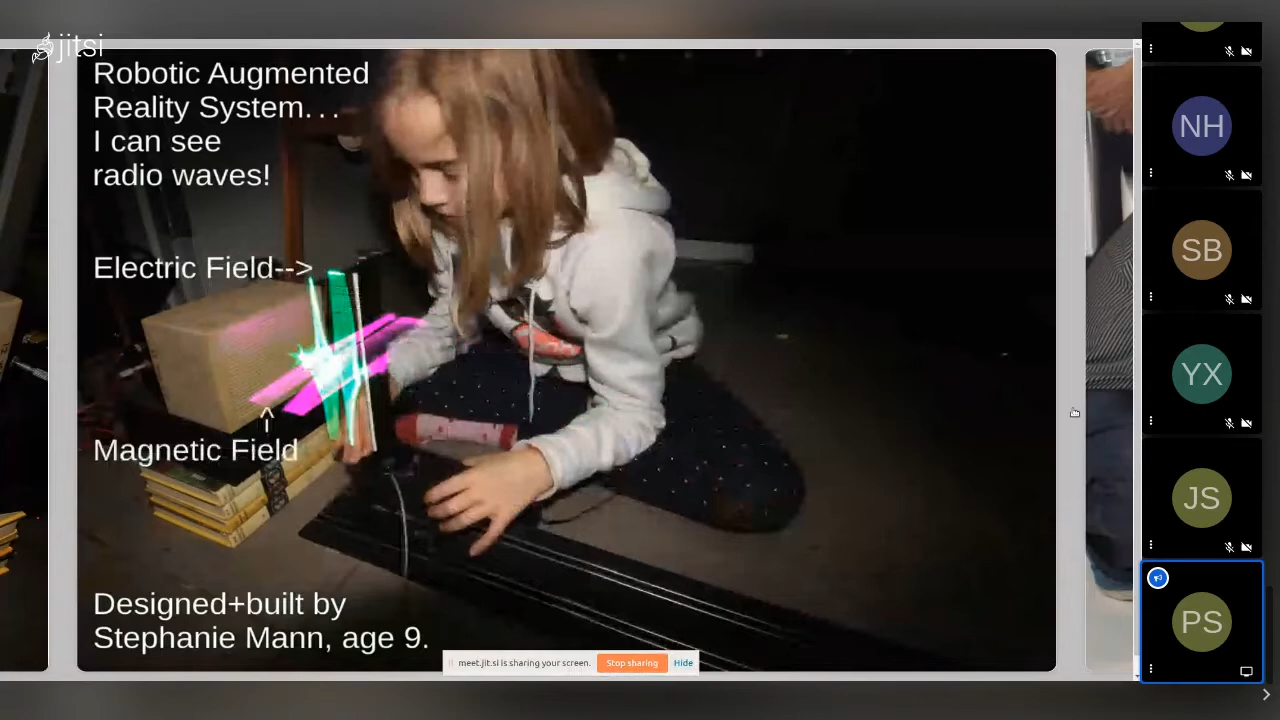 jitsi
Robotic Augmented
Reality System. . .
I can see
radio waves!
Electric Field-->
^
I
Magnetic Field
Designed+built by
Stephanie Mann, age 9.
meet.jit.si is sharing your screen.
Stop sharing
Hide
NH
SB
YX
JS
PS